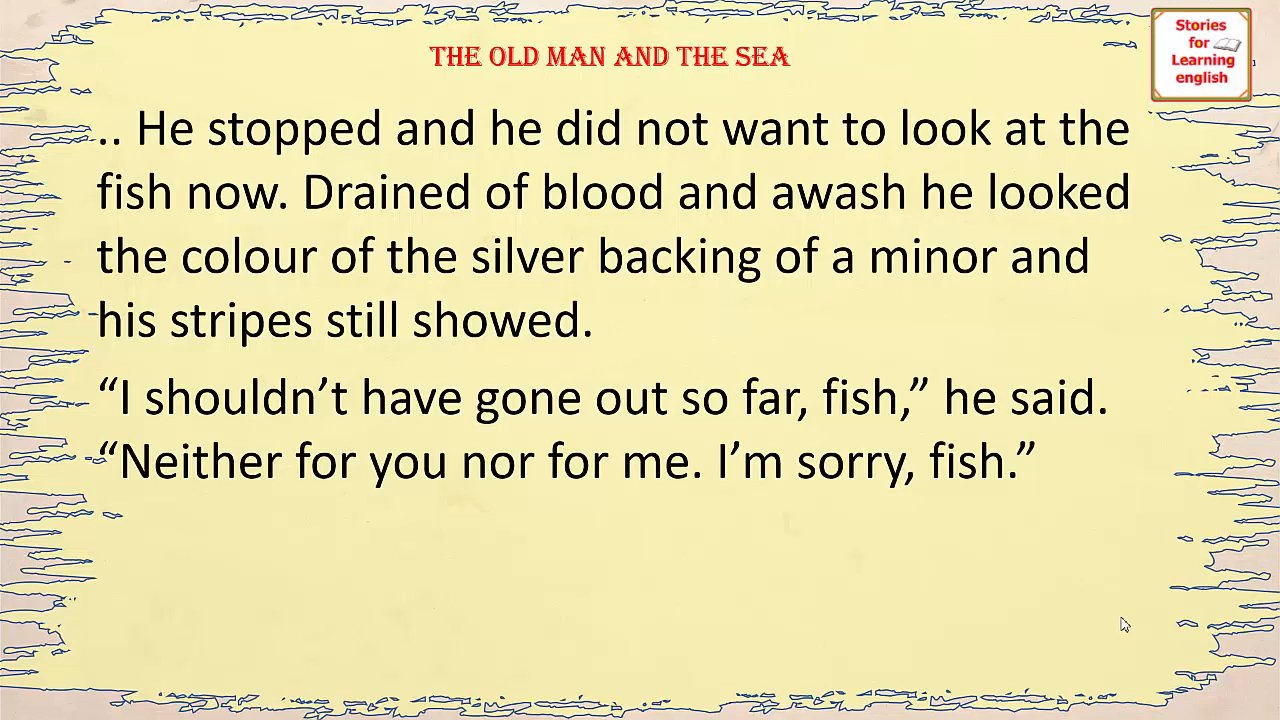 THE OLD MAN AND THE SEA
Stories
for
Learning
english
.. He stopped and he did not want to look at the
fish now. Drained of blood and awash he looked
the colour of the silver backing of a minor and
his stripes still showed.
“I shouldn’t have gone out so far, fish,” he said.
“Neither for you nor for me. I’m sorry, fish.”